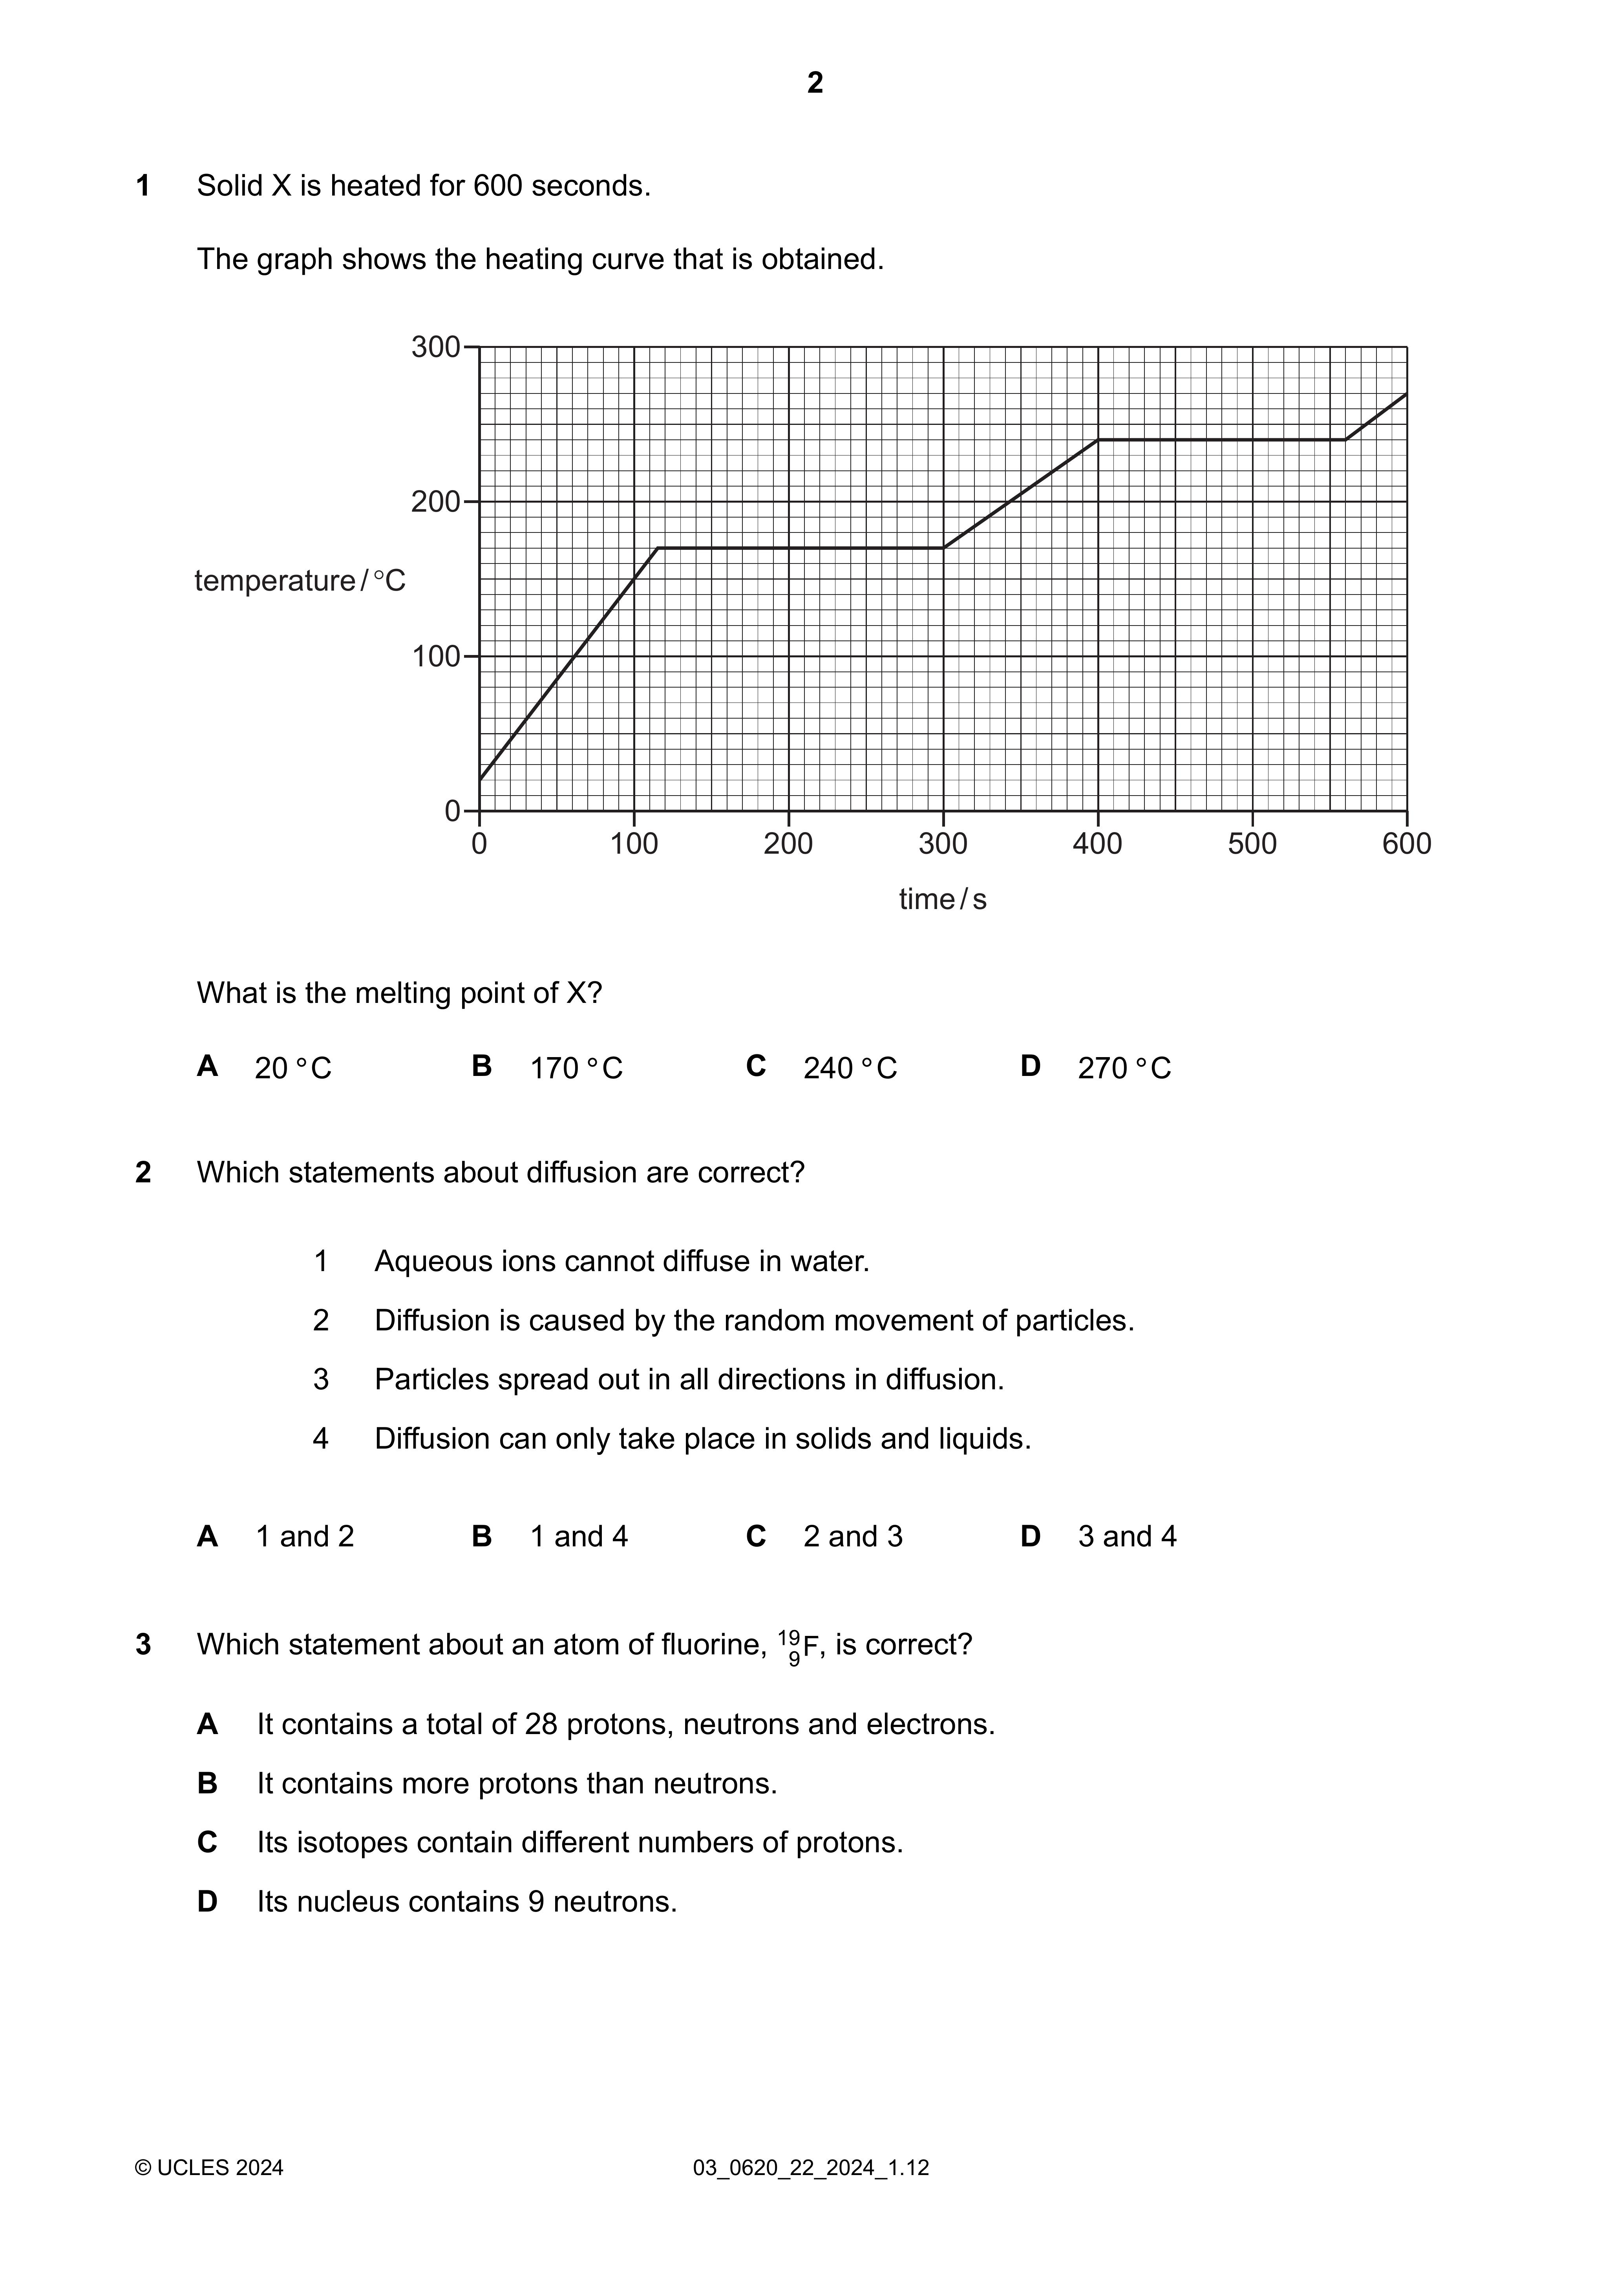 2
1 Solid X is heated for 600 seconds.
The graph shows the heating curve that is obtained.
300
200
temperature / °C
100
0
0 100 200 300 400 500 600
time / s
What is the melting point of X?
A 20 °C B 170 °C C 240 °C D 270 °C
2 Which statements about diffusion are correct?
1 Aqueous ions cannot diffuse in water.
2 Diffusion is caused by the random movement of particles.
3 Particles spread out in all directions in diffusion.
4 Diffusion can only take place in solids and liquids.
A 1 and 2 B 1 and 4 C 2 and 3 D 3 and 4
3 Which statement about an atom of fluorine, ¹⁹₉F, is correct?
A It contains a total of 28 protons, neutrons and electrons.
B It contains more protons than neutrons.
C Its isotopes contain different numbers of protons.
D Its nucleus contains 9 neutrons.
© UCLES 2024 03_0620_22_2024_1.12